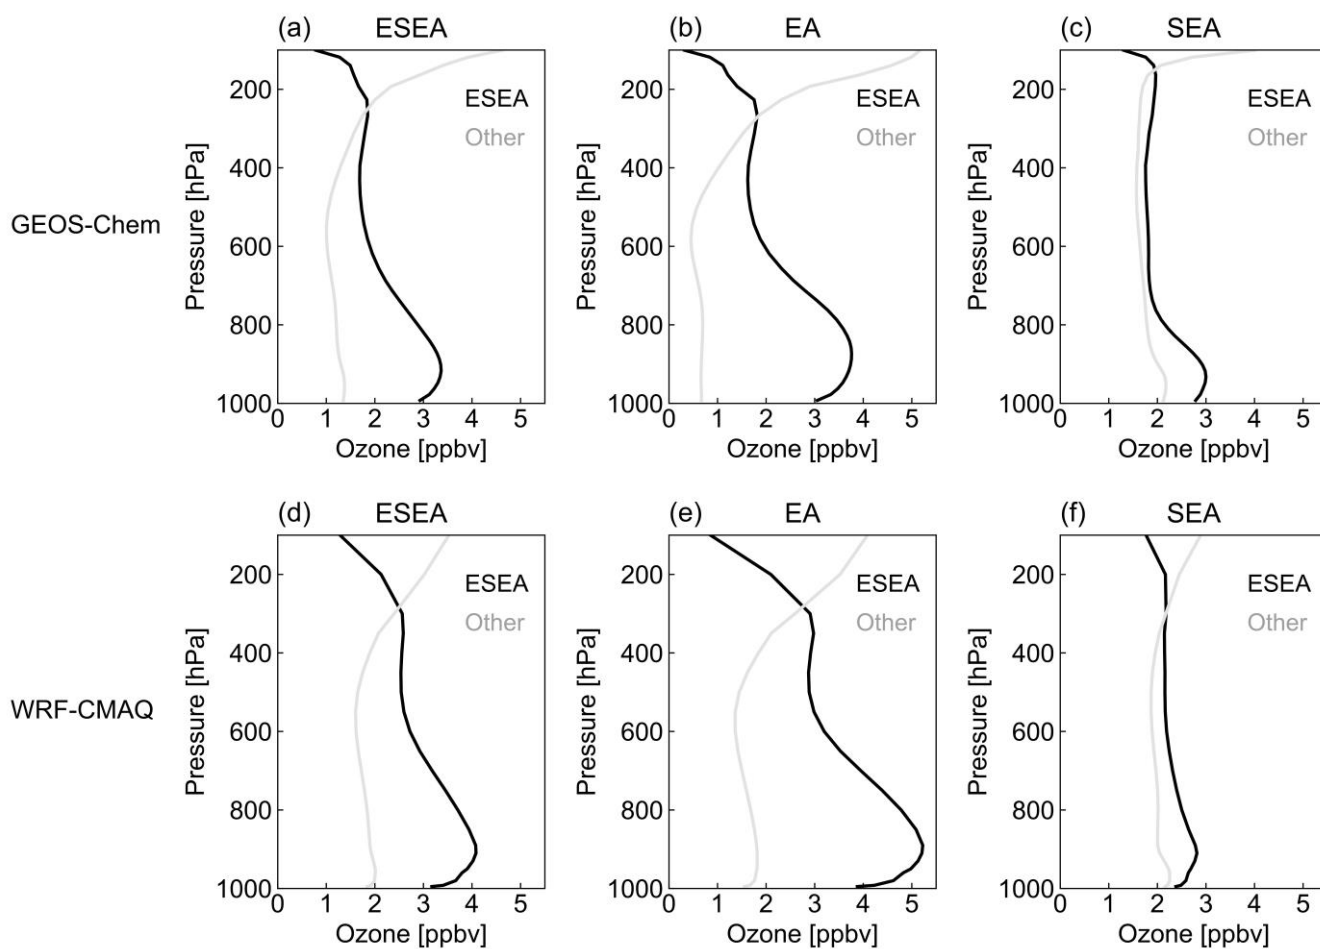 (a) ESEA
(b) EA
(c) SEA
GEOS-Chem
Pressure [hPa]
200
400
600
800
1000
0 1 2 3 4 5
Ozone [ppbv]
ESEA
Other
Pressure [hPa]
200
400
600
800
1000
0 1 2 3 4 5
Ozone [ppbv]
ESEA
Other
Pressure [hPa]
200
400
600
800
1000
0 1 2 3 4 5
Ozone [ppbv]
ESEA
Other
(d) ESEA
(e) EA
(f) SEA
WRF-CMAQ
Pressure [hPa]
200
400
600
800
1000
0 1 2 3 4 5
Ozone [ppbv]
ESEA
Other
Pressure [hPa]
200
400
600
800
1000
0 1 2 3 4 5
Ozone [ppbv]
ESEA
Other
Pressure [hPa]
200
400
600
800
1000
0 1 2 3 4 5
Ozone [ppbv]
ESEA
Other